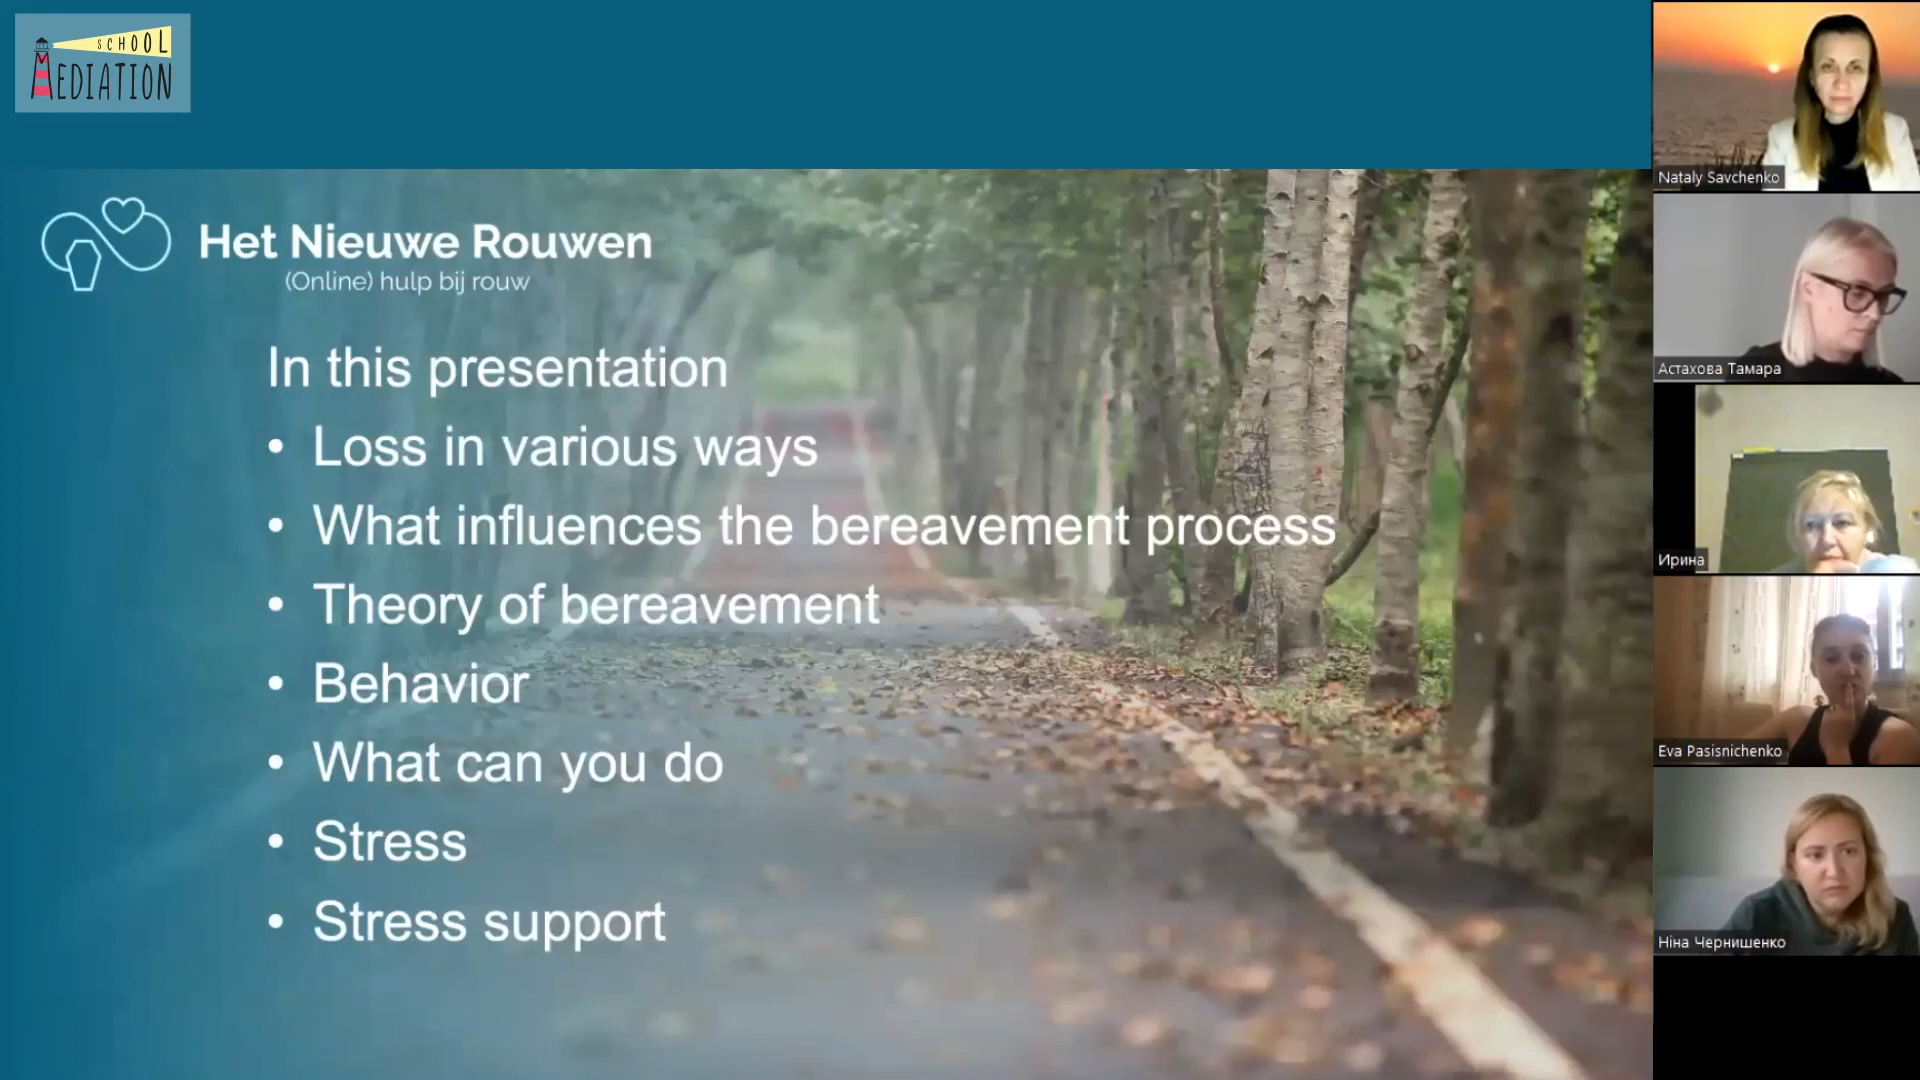 SCHOOL
MEDIATION
Het Nieuwe Rouwen
(Online) hulp bij rouw
In this presentation
• Loss in various ways
• What influences the bereavement process
• Theory of bereavement
• Behavior
• What can you do
• Stress
• Stress support
Nataly Savchenko
Астахова Тамара
Ирина
Eva Pasisnichenko
Ніна Чернишенко